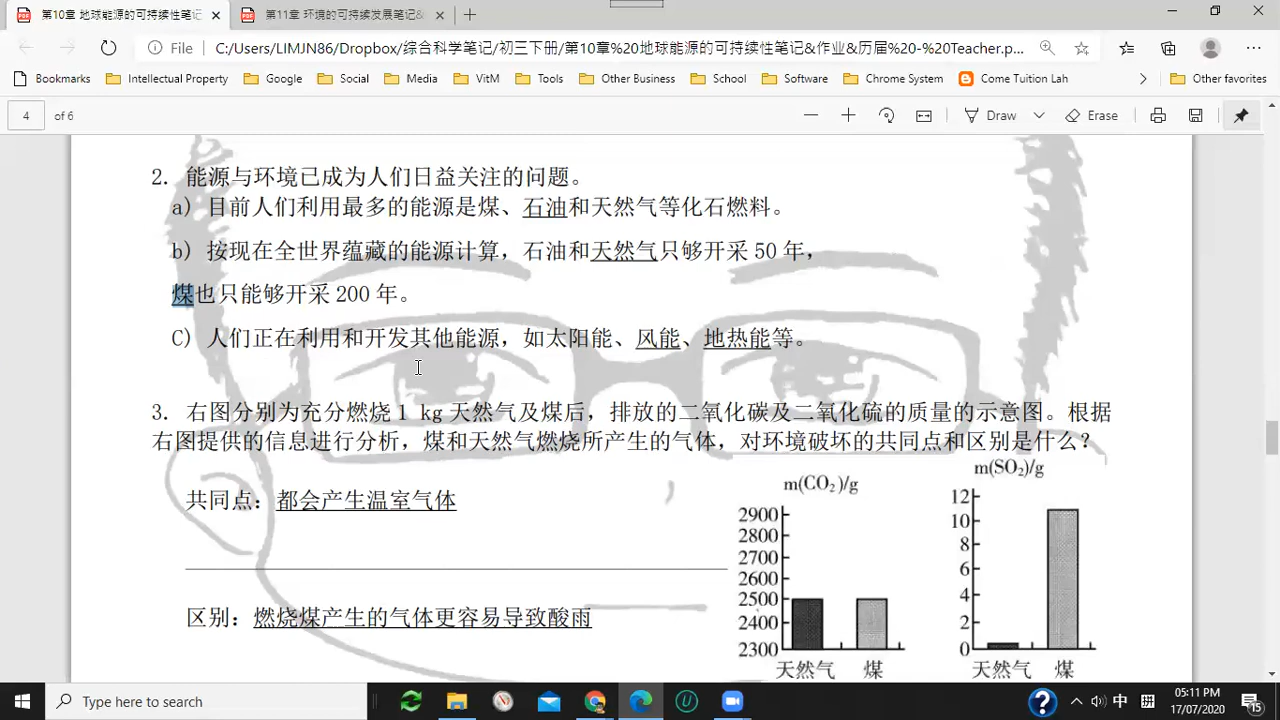 第10章 地球能源的可持续性笔记
第11章 环境的可持续发展笔记&
File
C:/Users/LIMJN86/Dropbox/综合科学笔记/初三下册/第10章%20地球能源的可持续性笔记&作业&历届%20-%20Teacher.p...
Bookmarks Intellectual Property Google Social Media VitM Tools Other Business School Software Chrome System Come Tuition Lah Other favorites
4 of 6 Draw Erase
2. 能源与环境已成为人们日益关注的问题。
a) 目前人们利用最多的能源是煤、石油和天然气等化石燃料。
b) 按现在全世界蕴藏的能源计算，石油和天然气只够开采 50 年，
煤也只能够开采 200 年。
C) 人们正在利用和开发其他能源，如太阳能、风能、地热能等。
3. 右图分别为充分燃烧 1 kg 天然气及煤后，排放的二氧化碳及二氧化硫的质量的示意图。根据
右图提供的信息进行分析，煤和天然气燃烧所产生的气体，对环境破坏的共同点和区别是什么？
共同点：都会产生温室气体
区别：燃烧煤产生的气体更容易导致酸雨
m(CO₂)/g
2900
2800
2700
2600
2500
2400
2300
天然气 煤
m(SO₂)/g
12
10
8
6
4
2
0
天然气 煤
Type here to search
中 拼
05:11 PM
17/07/2020
15